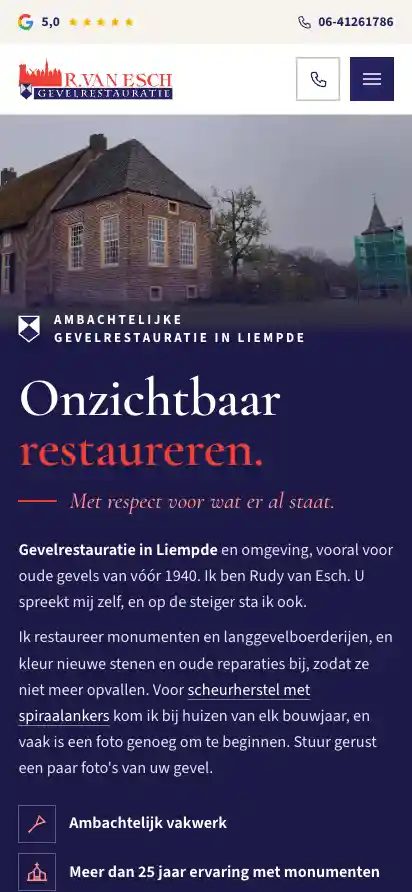 5,0
06-41261786
R.VAN ESCH
GEVELRESTAURATIE
AMBACHTELIJKE
GEVELRESTAURATIE IN LIEMPDE
Onzichtbaar
restaureren.
Met respect voor wat er al staat.
Gevelrestauratie in Liempde en omgeving, vooral voor
oude gevels van vóór 1940. Ik ben Rudy van Esch. U
spreekt mij zelf, en op de steiger sta ik ook.
Ik restaureer monumenten en langgevelboerderijen, en
kleur nieuwe stenen en oude reparaties bij, zodat ze
niet meer opvallen. Voor scheurherstel met
spiraalankers kom ik bij huizen van elk bouwjaar, en
vaak is een foto genoeg om te beginnen. Stuur gerust
een paar foto's van uw gevel.
Ambachtelijk vakwerk
Meer dan 25 jaar ervaring met monumenten